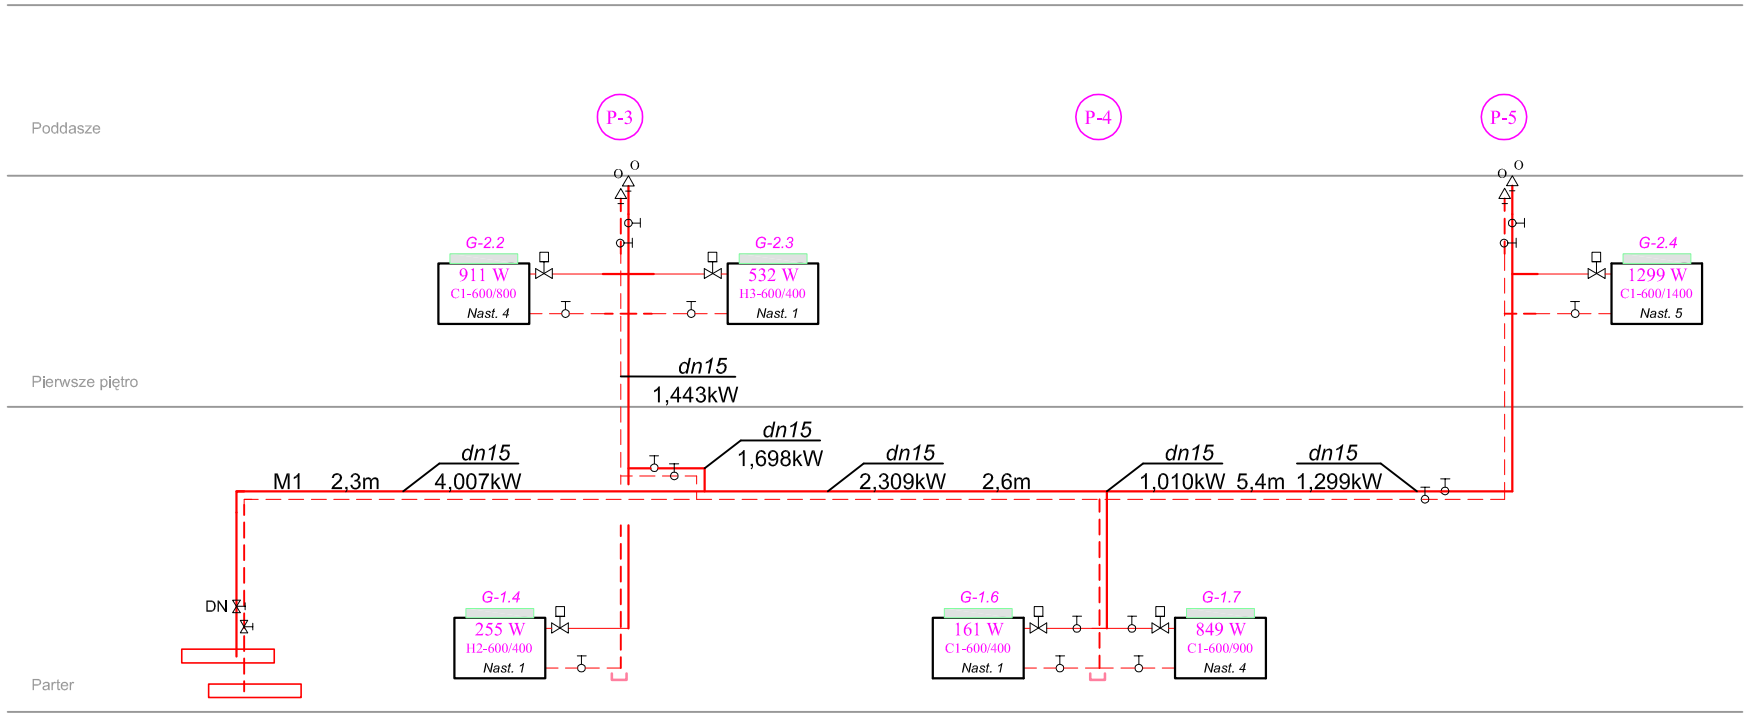 Poddasze
P-3
P-4
P-5
O
O
O
O
G-2.2
911 W
C1-600/800
Nast. 4
G-2.3
532 W
H3-600/400
Nast. 1
G-2.4
1299 W
C1-600/1400
Nast. 5
Pierwsze piętro
dn15
1,443kW
dn15
1,698kW
M1
2,3m
dn15
4,007kW
dn15
2,309kW
2,6m
dn15
1,010kW
5,4m
dn15
1,299kW
DN
G-1.4
255 W
H2-600/400
Nast. 1
G-1.6
161 W
C1-600/400
Nast. 1
G-1.7
849 W
C1-600/900
Nast. 4
Parter